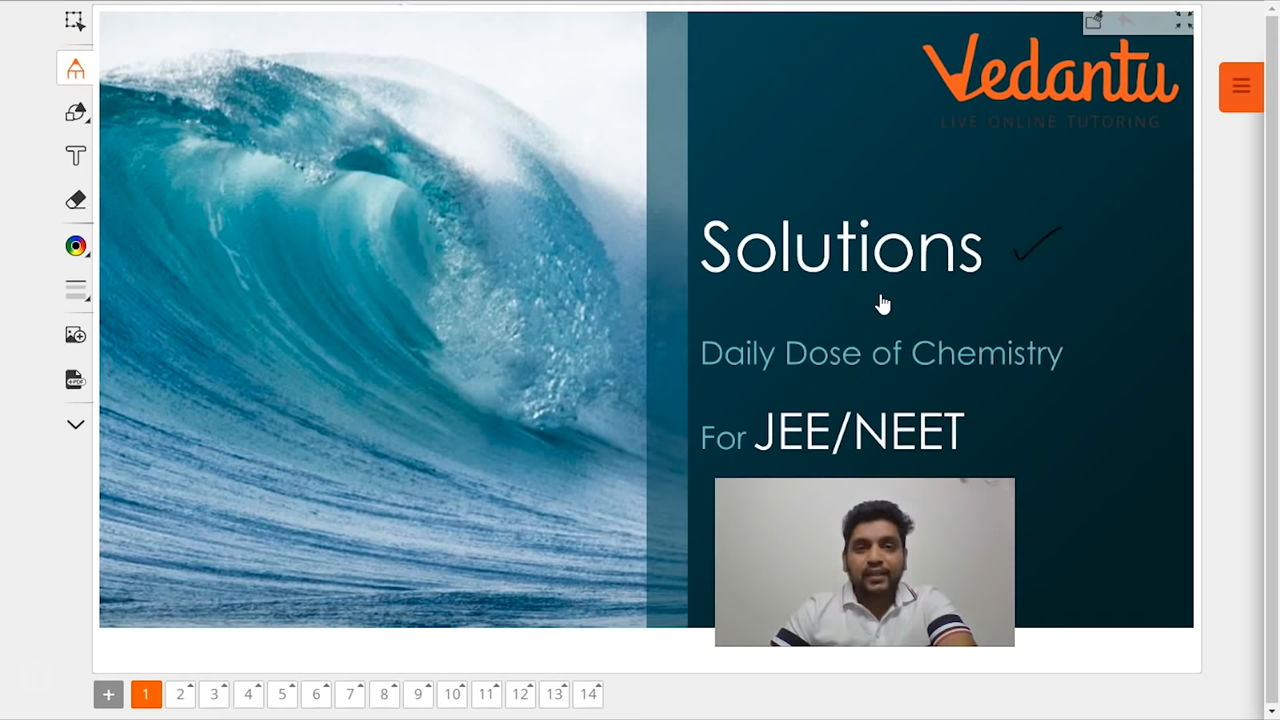 Vedantu
LIVE ONLINE TUTORING
Solutions
Daily Dose of Chemistry
For JEE/NEET
T
+PDF
+ 1 2 3 4 5 6 7 8 9 10 11 12 13 14